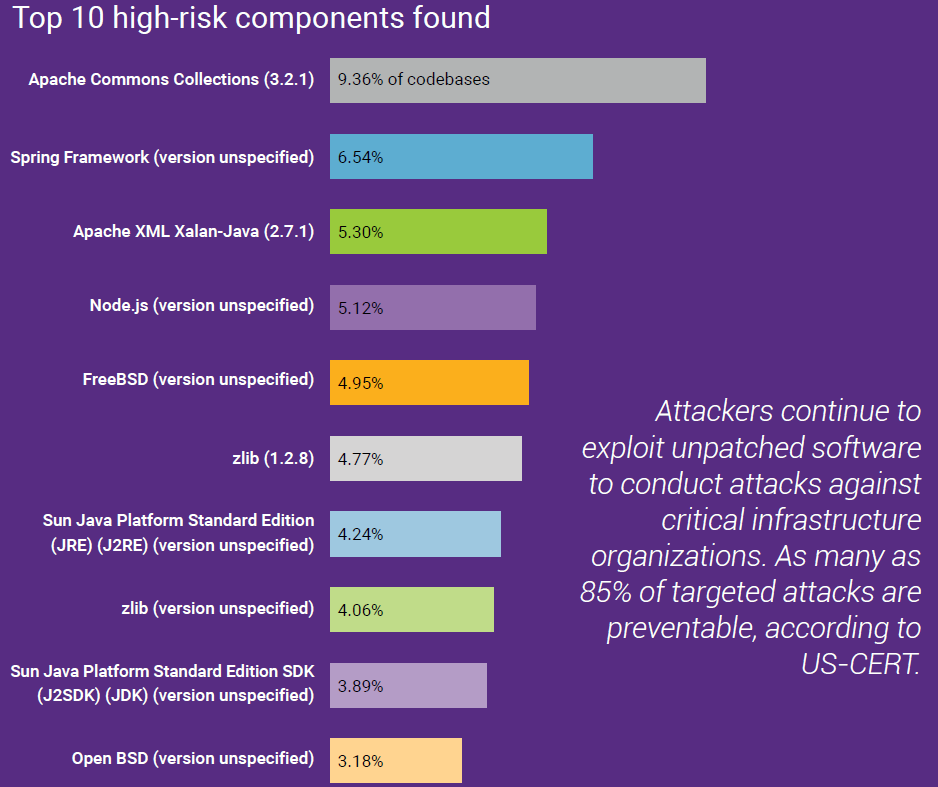 Top 10 high-risk components found
Apache Commons Collections (3.2.1)
9.36% of codebases
Spring Framework (version unspecified)
6.54%
Apache XML Xalan-Java (2.7.1)
5.30%
Node.js (version unspecified)
5.12%
FreeBSD (version unspecified)
4.95%
zlib (1.2.8)
4.77%
Sun Java Platform Standard Edition
(JRE) (J2RE) (version unspecified)
4.24%
zlib (version unspecified)
4.06%
Sun Java Platform Standard Edition SDK
(J2SDK) (JDK) (version unspecified)
3.89%
Open BSD (version unspecified)
3.18%
Attackers continue to
exploit unpatched software
to conduct attacks against
critical infrastructure
organizations. As many as
85% of targeted attacks are
preventable, according to
US-CERT.